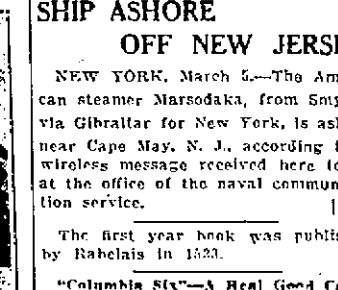 SHIP ASHORE
OFF NEW JERS
NEW YORK, March 5.—The Am
can steamer Marsodaka, from Smy
via Gibraltar for New York, is as
near Cape May, N. J., according
wireless message received here to
at the office of the naval commun
tion service.
The first year book was publis
by Rabelais in 1533.
"Columbia Six"—A Real Good C